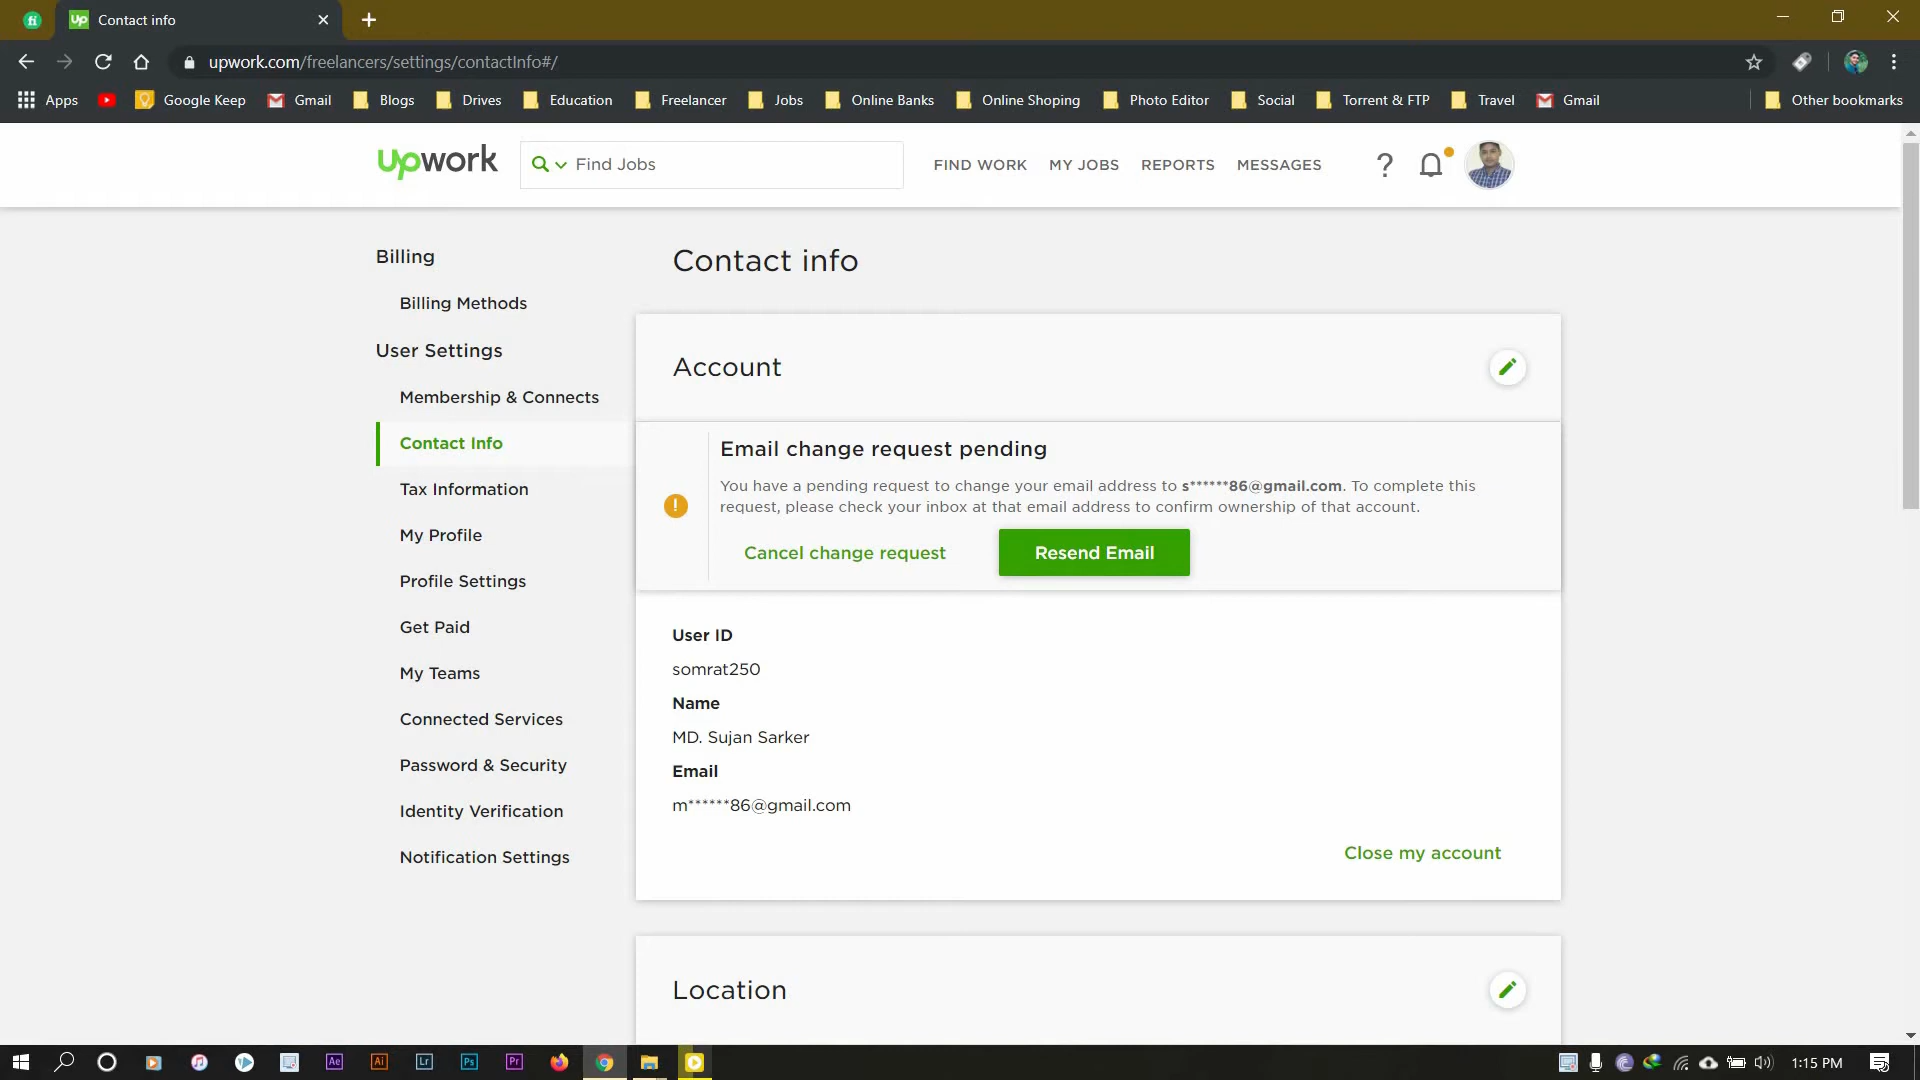 Contact info
upwork.com/freelancers/settings/contactInfo#/
Apps
Google Keep
Gmail
Blogs
Drives
Education
Freelancer
Jobs
Online Banks
Online Shoping
Photo Editor
Social
Torrent & FTP
Travel
Gmail
Other bookmarks
upwork
Find Jobs
FIND WORK
MY JOBS
REPORTS
MESSAGES
Billing
Billing Methods
User Settings
Membership & Connects
Contact Info
Tax Information
My Profile
Profile Settings
Get Paid
My Teams
Connected Services
Password & Security
Identity Verification
Notification Settings
Contact info
Account
Email change request pending
You have a pending request to change your email address to s******86@gmail.com. To complete this
request, please check your inbox at that email address to confirm ownership of that account.
Cancel change request
Resend Email
User ID
somrat250
Name
MD. Sujan Sarker
Email
m******86@gmail.com
Close my account
Location
Ae
Ai
Lr
Ps
Pr
1:15 PM